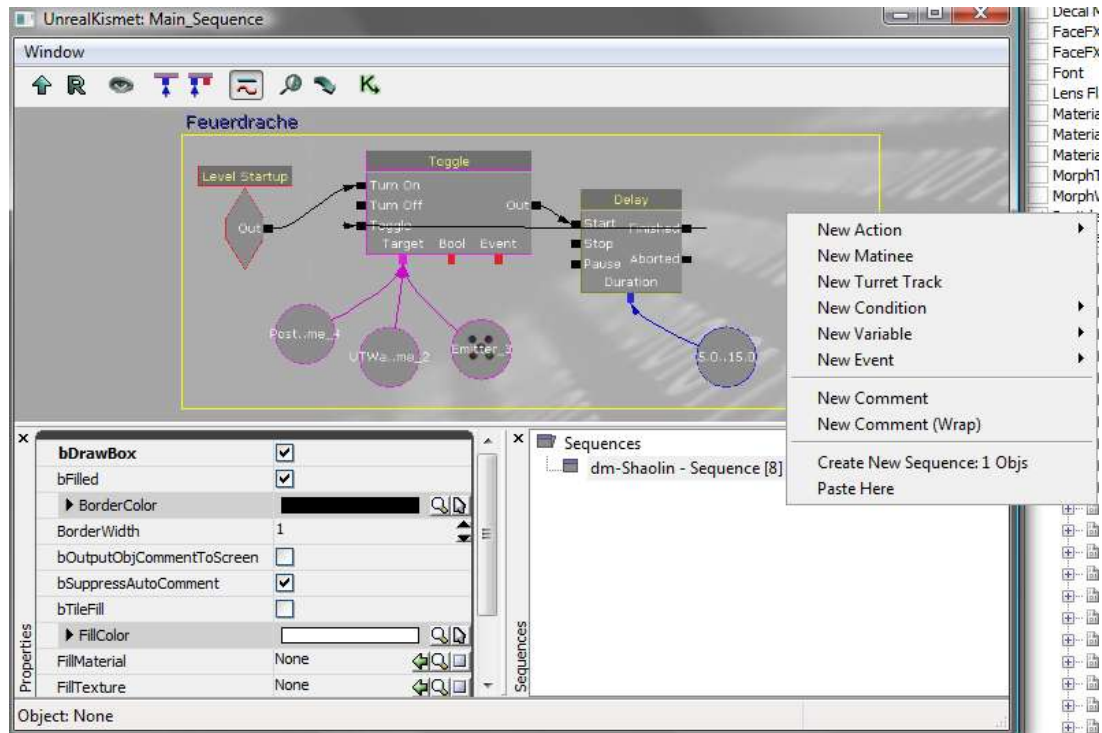 UnrealKismet: Main_Sequence
Window
Feuerdrache
Level Startup
Out
Toggle
Turn On
Turn Off
Out
Toggle
Target Bool Event
Delay
Start Finished
Stop
Pause Aborted
Duration
Post..me_4
UTWa..me_2
Emitter_3
5.0..15.0
New Action
New Matinee
New Turret Track
New Condition
New Variable
New Event
New Comment
New Comment (Wrap)
Create New Sequence: 1 Objs
Paste Here
Decal M
FaceFX
FaceFX
Font
Lens Fl
Materia
Materia
Materia
MorphT
MorphW
Properties
bDrawBox
bFilled
BorderColor
BorderWidth 1
bOutputObjCommentToScreen
bSuppressAutoComment
bTileFill
FillColor
FillMaterial None
FillTexture None
Sequences
Sequences
dm-Shaolin - Sequence [8]
Object: None